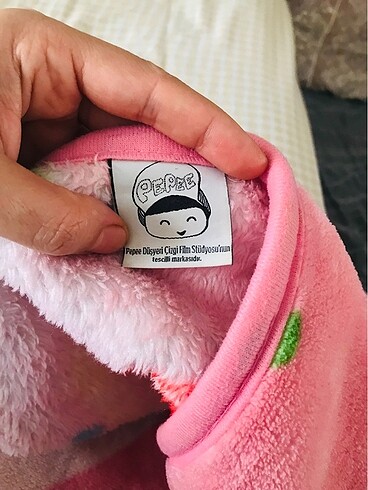 PEPEE
Pepee Düşyeri Çizgi Film Stüdyosu'nun
tescilli markasıdır.